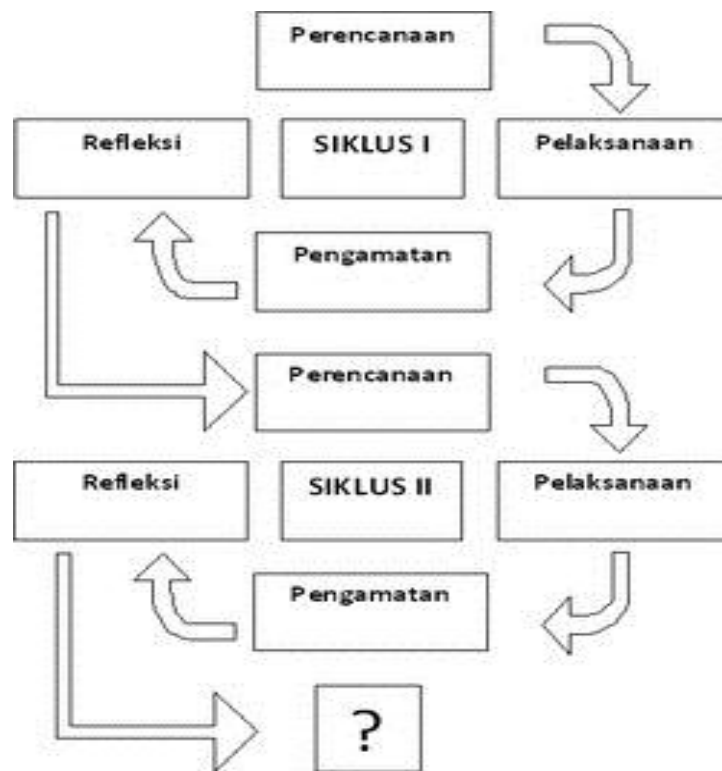 Perencanaan
Refleksi
SIKLUS I
Pelaksanaan
Pengamatan
Perencanaan
Refleksi
SIKLUS II
Pelaksanaan
Pengamatan
?